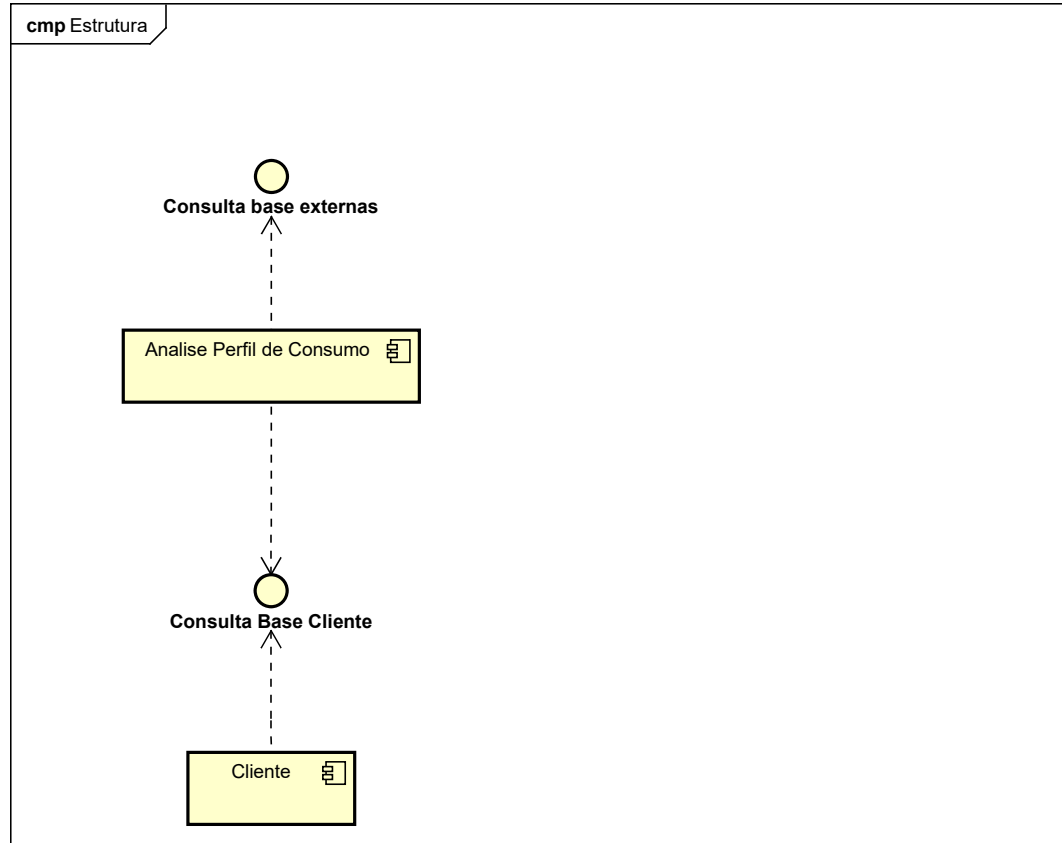 cmp Estrutura
Consulta base externas
Analise Perfil de Consumo
Consulta Base Cliente
Cliente